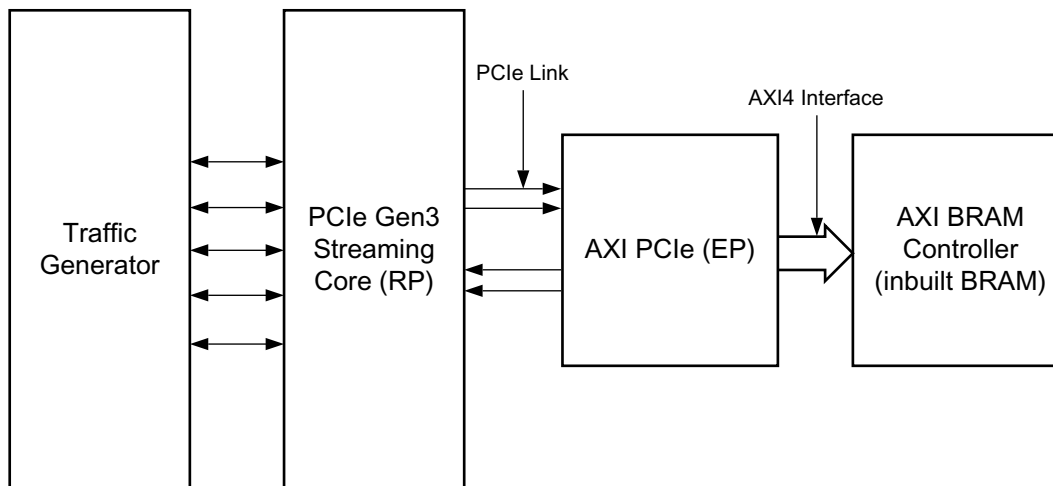 PCIe Link
AXI4 Interface
Traffic
Generator
PCIe Gen3
Streaming
Core (RP)
AXI PCIe (EP)
AXI BRAM
Controller
(inbuilt BRAM)